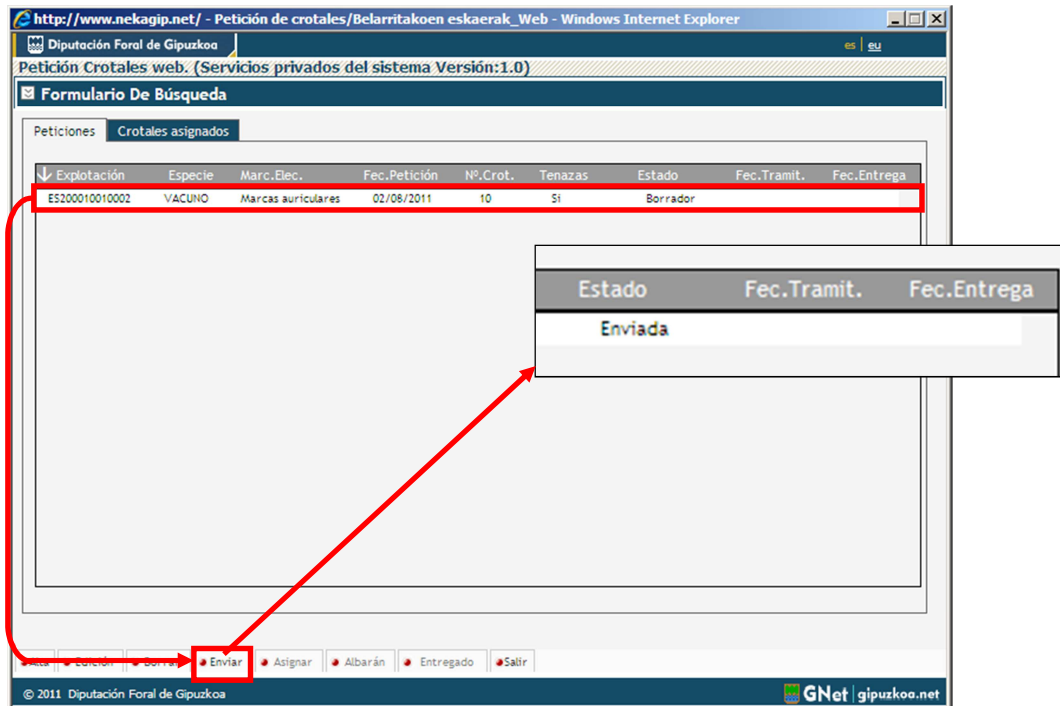 http://www.nekagip.net/ - Petición de crotales/Belarritakoen eskaerak_Web - Windows Internet Explorer
Diputación Foral de Gipuzkoa es | eu
Petición Crotales web. (Servicios privados del sistema Versión:1.0)
Formulario De Búsqueda
Peticiones Crotales asignados
Explotación Especie Marc.Elec. Fec.Petición Nº.Crot. Tenazas Estado Fec.Tramit. Fec.Entrega
ES200010010002 VACUNO Marcas auriculares 02/08/2011 10 Si Borrador
Estado Fec.Tramit. Fec.Entrega
Enviada
Enviar Asignar Albarán Entregado Salir
© 2011 Diputación Foral de Gipuzkoa GNet | gipuzkoa.net